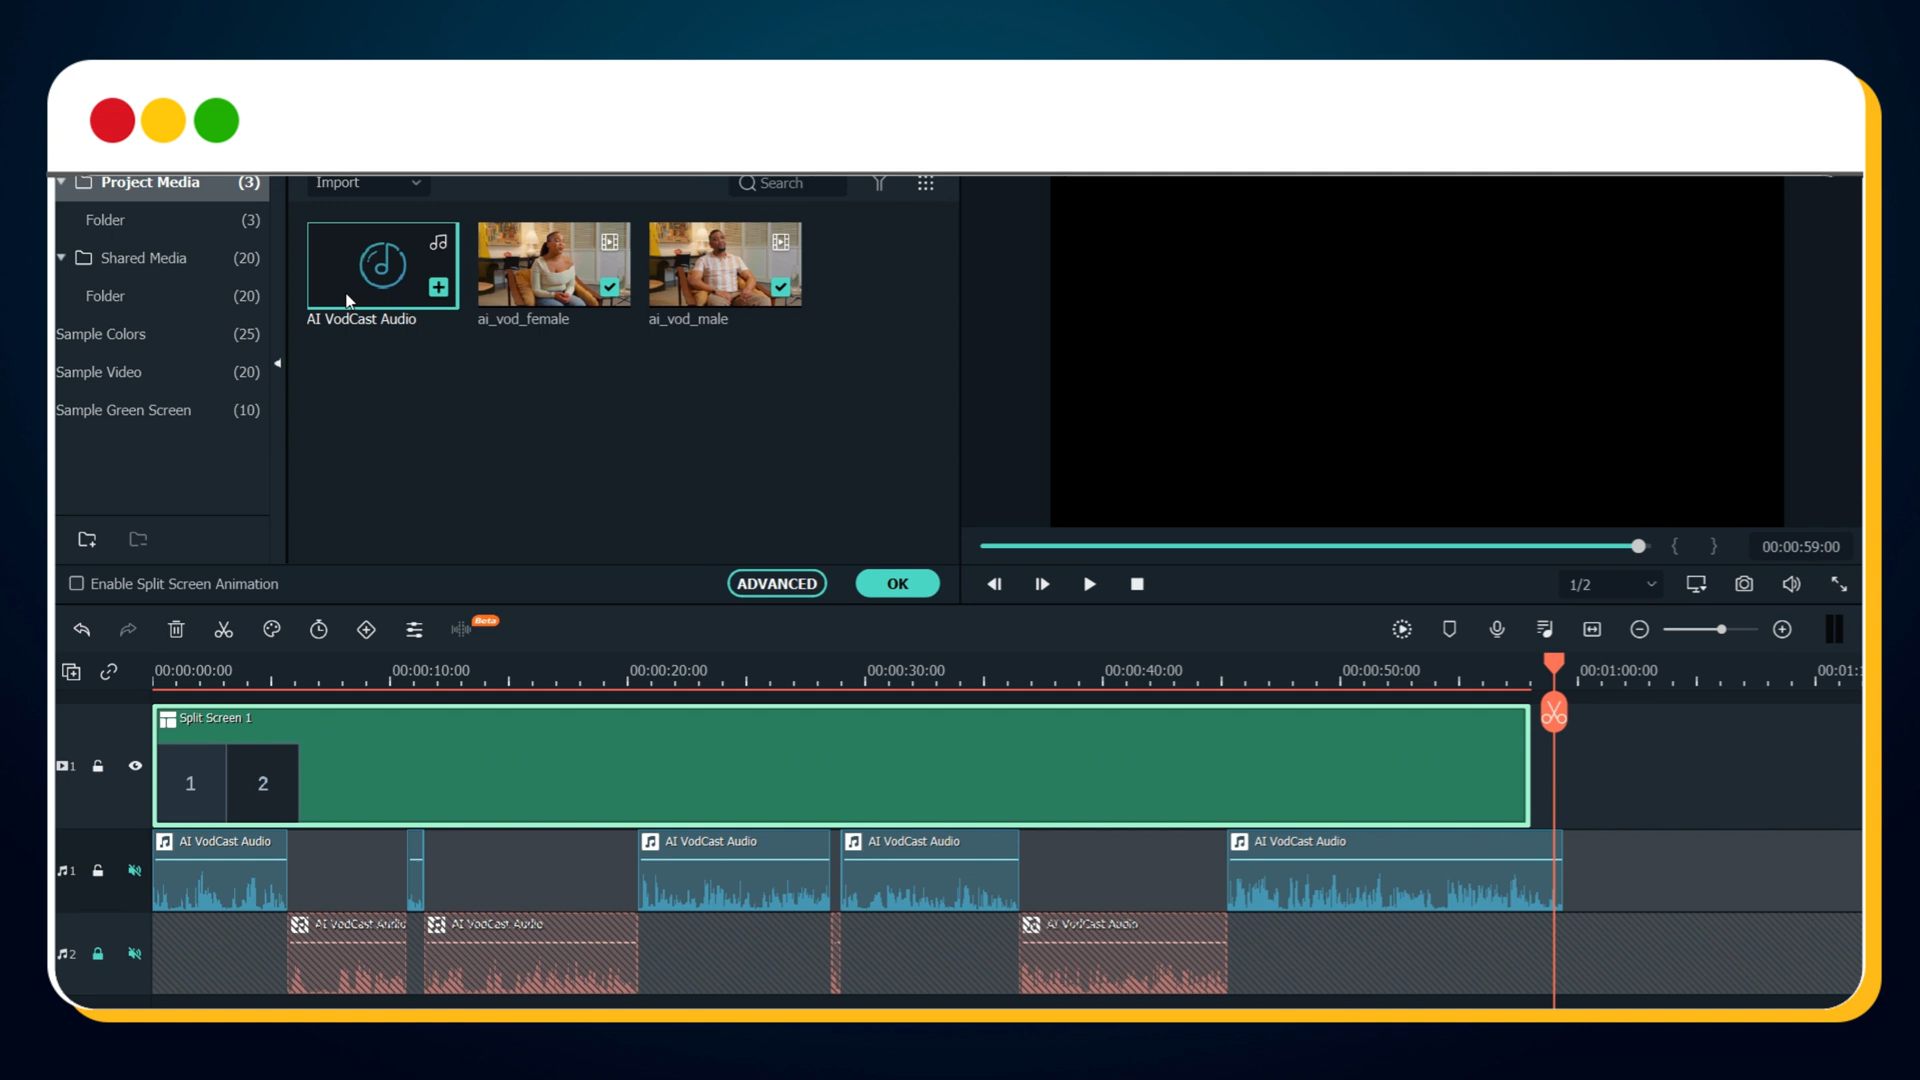 Project Media (3)
Import
Search
Folder (3)
Shared Media (20)
Folder (20)
Sample Colors (25)
Sample Video (20)
Sample Green Screen (10)
AI VodCast Audio
ai_vod_female
ai_vod_male
00:00:59:00
Enable Split Screen Animation
ADVANCED
OK
1/2
Beta
00:00:00:00
00:00:10:00
00:00:20:00
00:00:30:00
00:00:40:00
00:00:50:00
00:01:00:00
00:01:
Split Screen 1
1
1
2
AI VodCast Audio
AI VodCast Audio
AI VodCast Audio
AI VodCast Audio
1
AI VodCast Audio
AI VodCast Audio
AI VodCast Audio
2